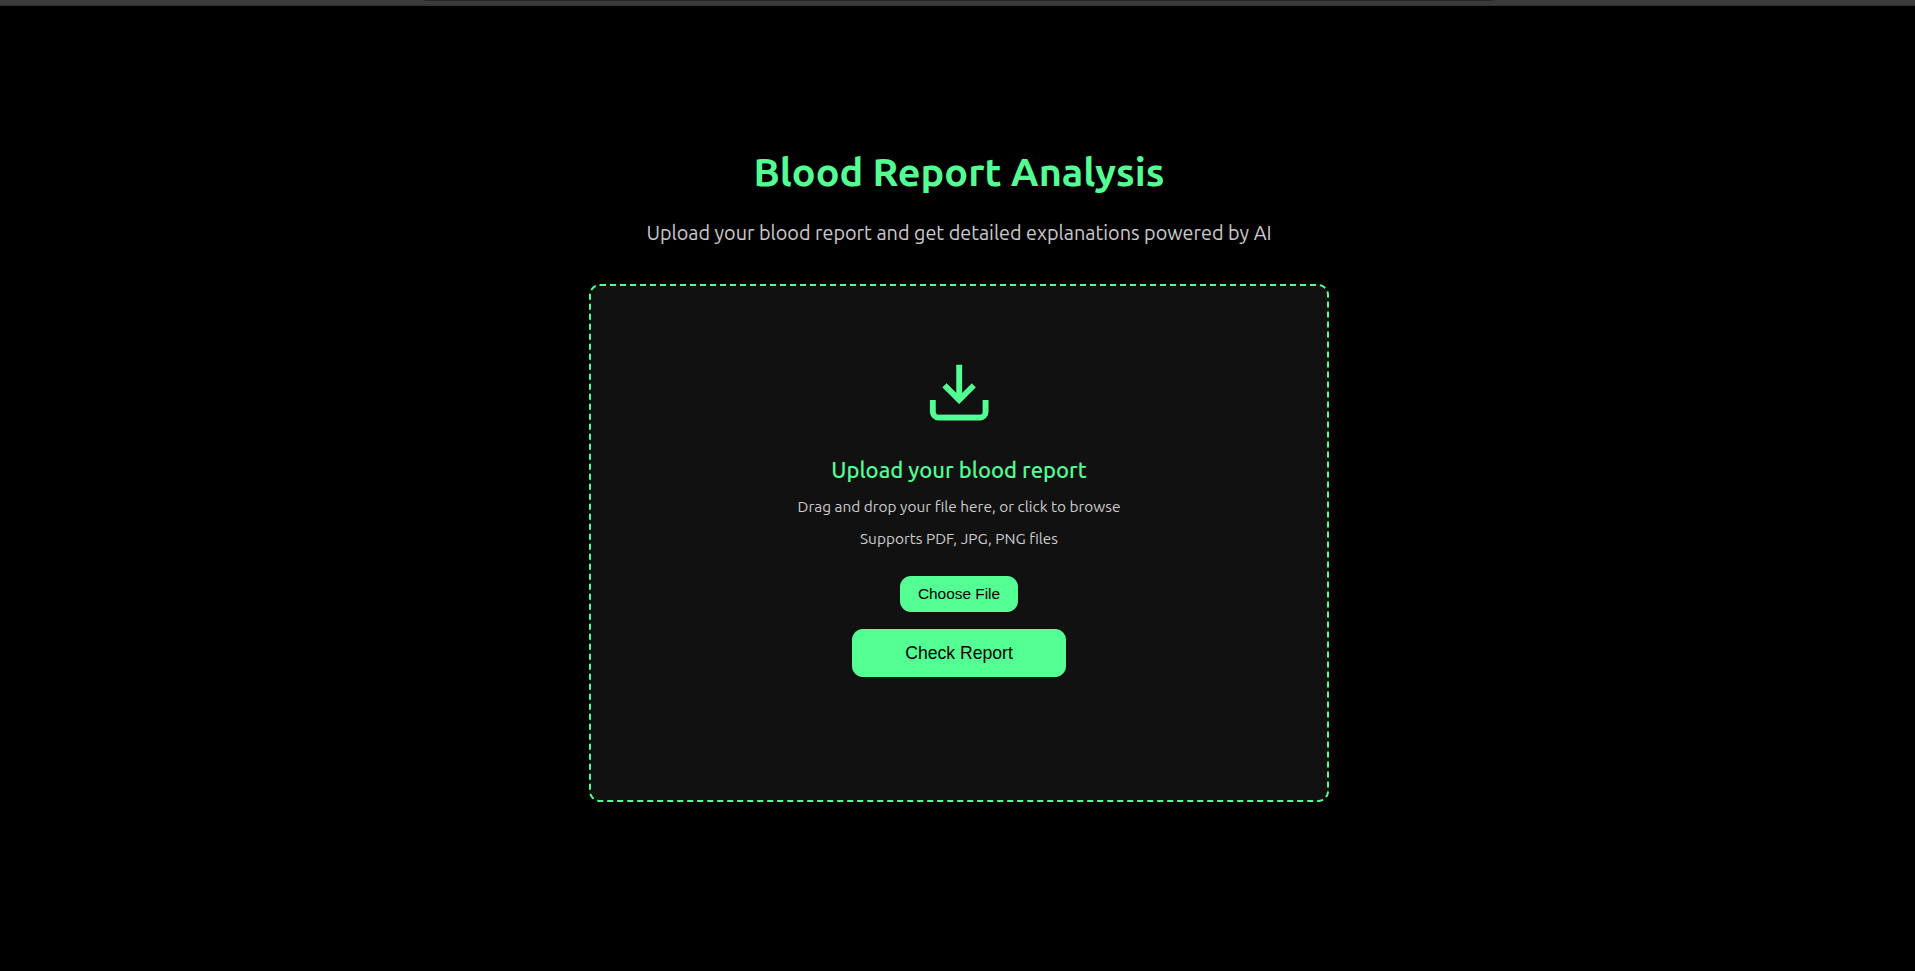 Blood Report Analysis
Upload your blood report and get detailed explanations powered by AI
Upload your blood report
Drag and drop your file here, or click to browse
Supports PDF, JPG, PNG files
Choose File
Check Report